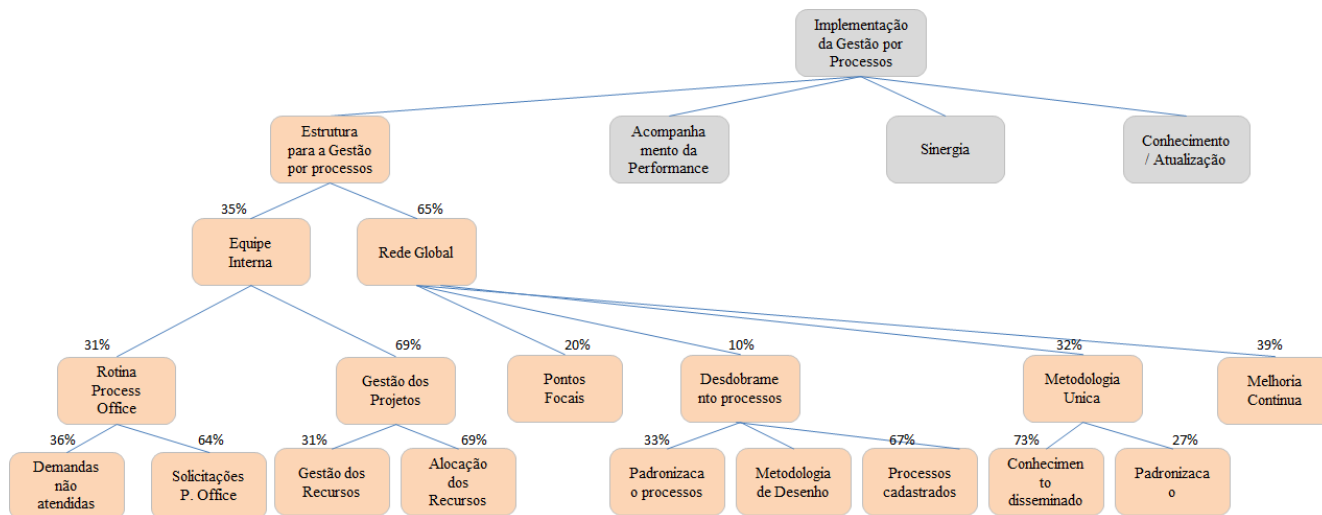 Implementação
da Gestão por
Processos
Estrutura
para a Gestão
por processos
Acompanha
mento da
Performance
Sinergia
Conhecimento
/ Atualização
35%
65%
Equipe
Interna
Rede Global
31%
69%
20%
10%
32%
39%
Rotina
Process
Office
Gestão dos
Projetos
Pontos
Focais
Desdobrame
nto processos
Metodologia
Unica
Melhoria
Continua
36%
64%
31%
69%
33%
67%
73%
27%
Demandas
não
atendidas
Solicitações
P. Office
Gestão dos
Recursos
Alocação
dos
Recursos
Padronizaca
o processos
Metodologia
de Desenho
Processos
cadastrados
Conhecimen
to
disseminado
Padronizaca
o